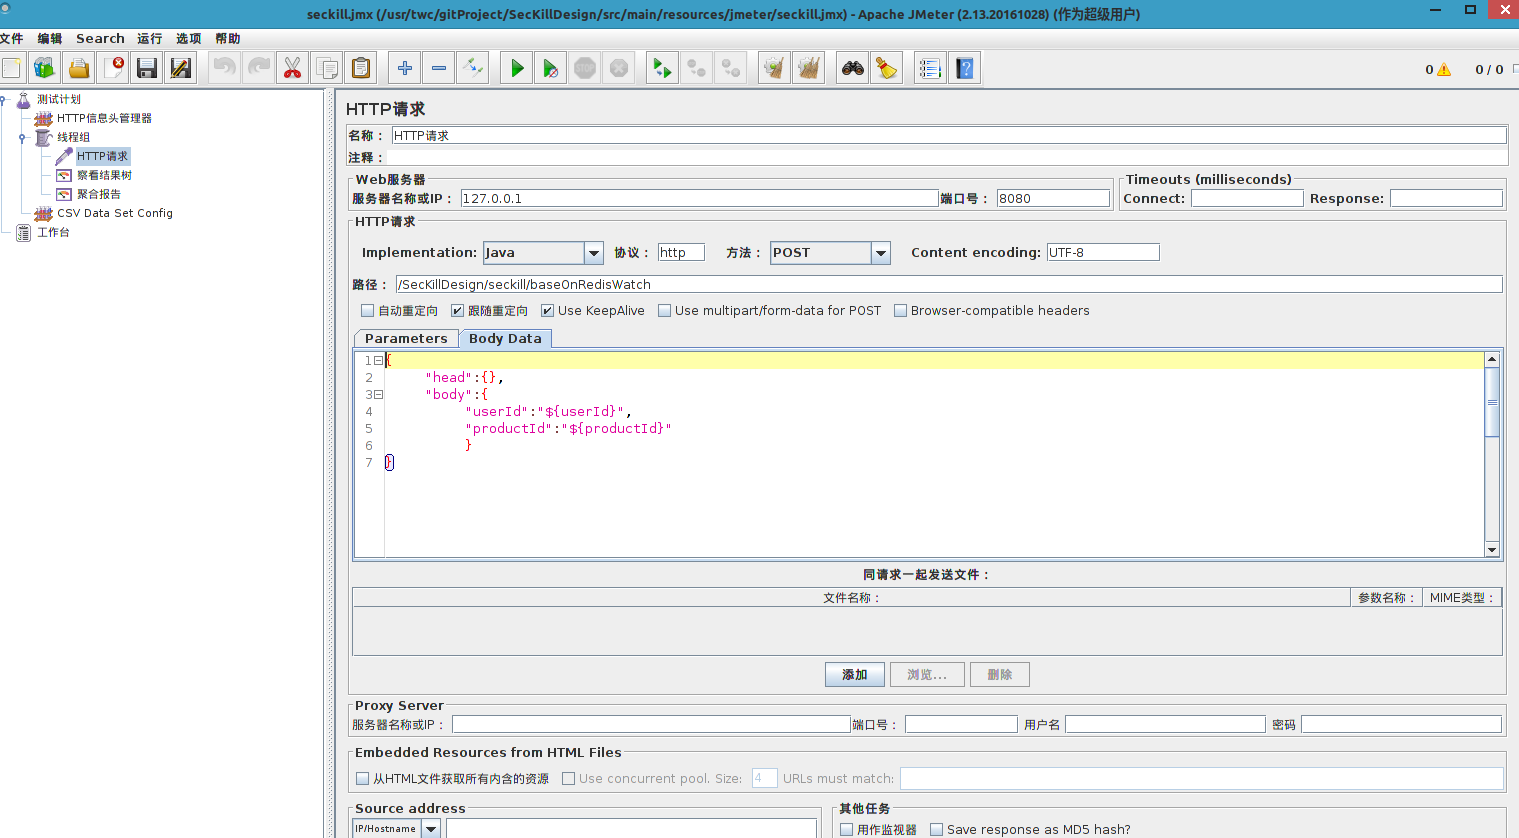 seckill.jmx (/usr/twc/gitProject/SecKillDesign/src/main/resources/jmeter/seckill.jmx) - Apache JMeter (2.13.20161028) (作为超级用户)
文件 编辑 Search 运行 选项 帮助
0 0 / 0
测试计划
HTTP信息头管理器
线程组
HTTP请求
察看结果树
聚合报告
CSV Data Set Config
工作台
HTTP请求
名称： HTTP请求
注释：
Web服务器
服务器名称或IP： 127.0.0.1 端口号： 8080
Timeouts (milliseconds)
Connect: Response:
HTTP请求
Implementation: Java 协议： http 方法： POST Content encoding: UTF-8
路径： /SecKillDesign/seckill/baseOnRedisWatch
自动重定向 跟随重定向 Use KeepAlive Use multipart/form-data for POST Browser-compatible headers
Parameters Body Data
1 {
2 "head":{},
3 "body":{
4 "userId":"${userId}",
5 "productId":"${productId}"
6 }
7 }
同请求一起发送文件：
文件名称： 参数名称： MIME类型：
添加 浏览... 删除
Proxy Server
服务器名称或IP： 端口号： 用户名 密码
Embedded Resources from HTML Files
从HTML文件获取所有内含的资源 Use concurrent pool. Size: 4 URLs must match:
Source address
IP/Hostname
其他任务
用作监视器 Save response as MD5 hash?